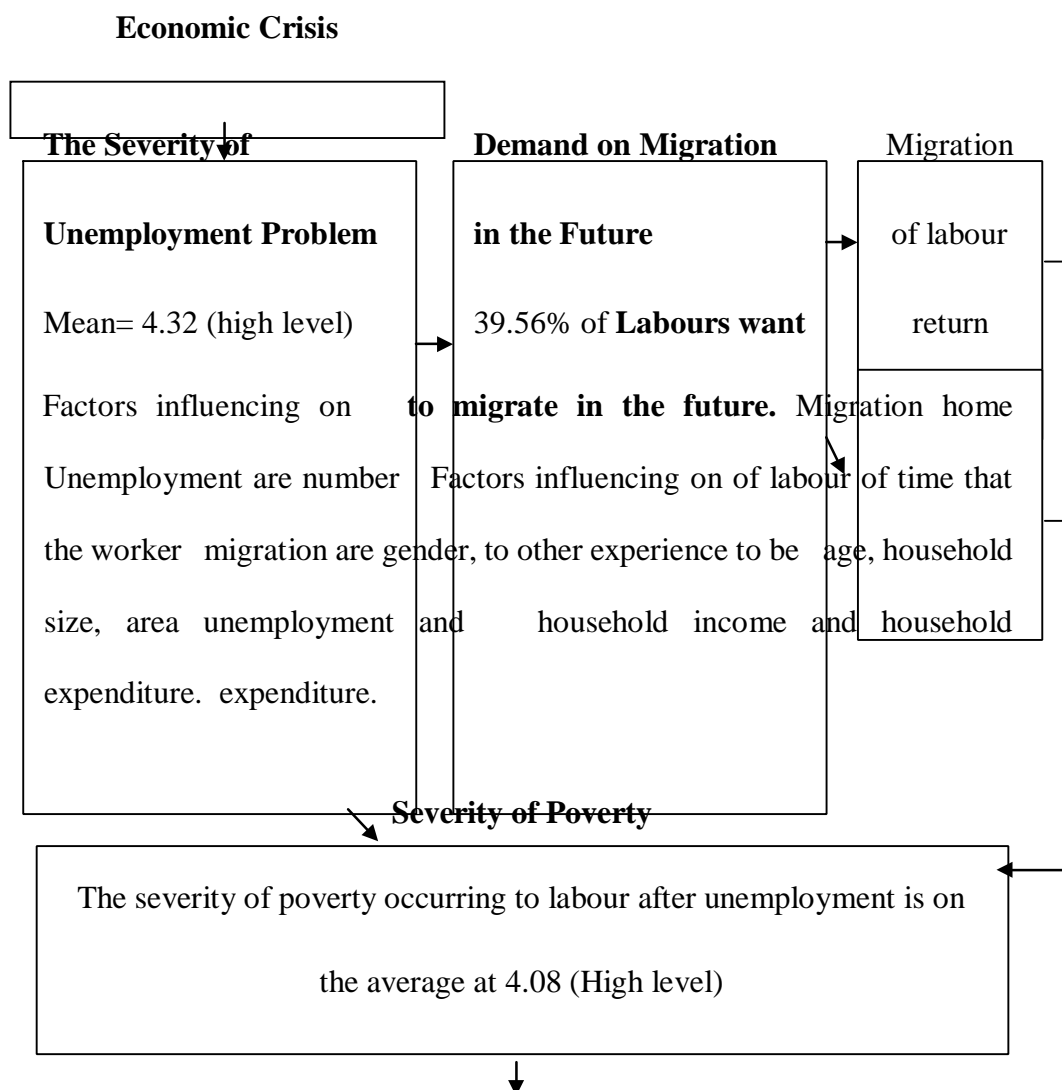 Economic Crisis
The Severity of Demand on Migration Migration
Unemployment Problem in the Future of labour
Mean= 4.32 (high level) 39.56% of Labours want return
Factors influencing on to migrate in the future. Migration home
Unemployment are number Factors influencing on of labour of time that
the worker migration are gender, to other experience to be age, household
size, area unemployment and household income and household
expenditure. expenditure.
Severity of Poverty
The severity of poverty occurring to labour after unemployment is on
the average at 4.08 (High level)